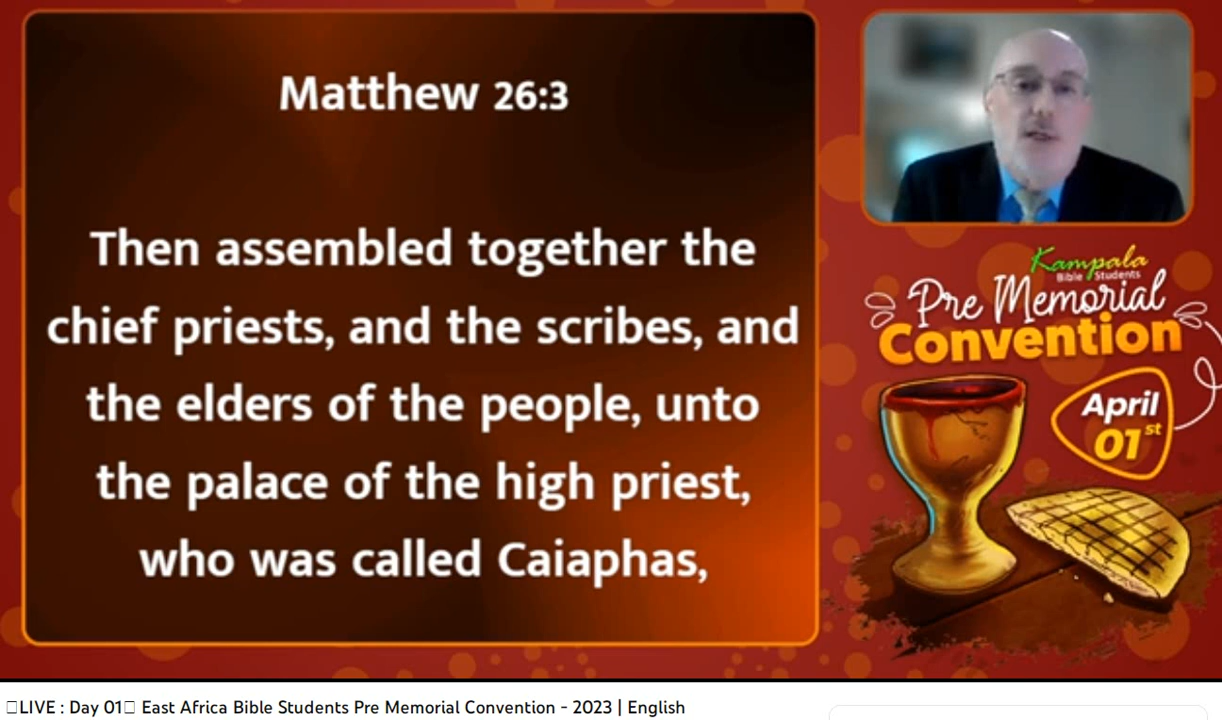 Matthew 26:3
Then assembled together the
chief priests, and the scribes, and
the elders of the people, unto
the palace of the high priest,
who was called Caiaphas,
Kampala
Bible Students
Pre Memorial
Convention
April
01st
LIVE : Day 01 East Africa Bible Students Pre Memorial Convention - 2023 | English